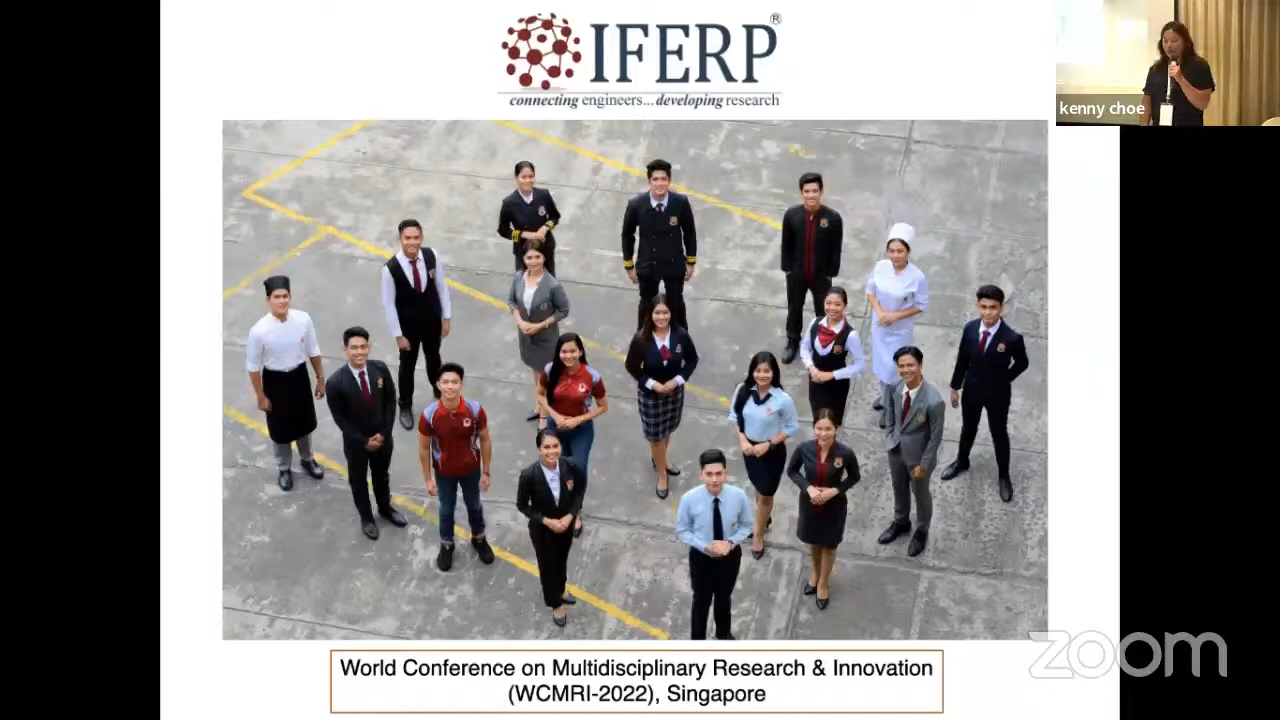 IFERP®
connecting engineers... developing research
kenny choe
World Conference on Multidisciplinary Research & Innovation
(WCMRI-2022), Singapore
zoom